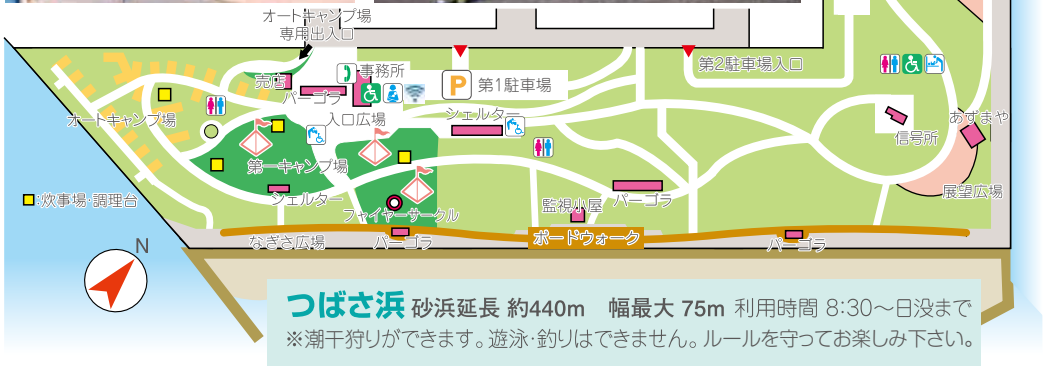 オートキャンプ場
専用出入口
売店
事務所
パーゴラ
P 第1駐車場
第2駐車場入口
オートキャンプ場
入口広場
シェルター
あずまや
信号所
第一キャンプ場
展望広場
:炊事場・調理台
シェルター
ファイヤーサークル
監視小屋
パーゴラ
なぎさ広場
パーゴラ
ボードウォーク
パーゴラ
N
つばさ浜 砂浜延長 約440m 幅最大 75m 利用時間 8:30～日没まで
※潮干狩りができます。遊泳・釣りはできません。ルールを守ってお楽しみ下さい。